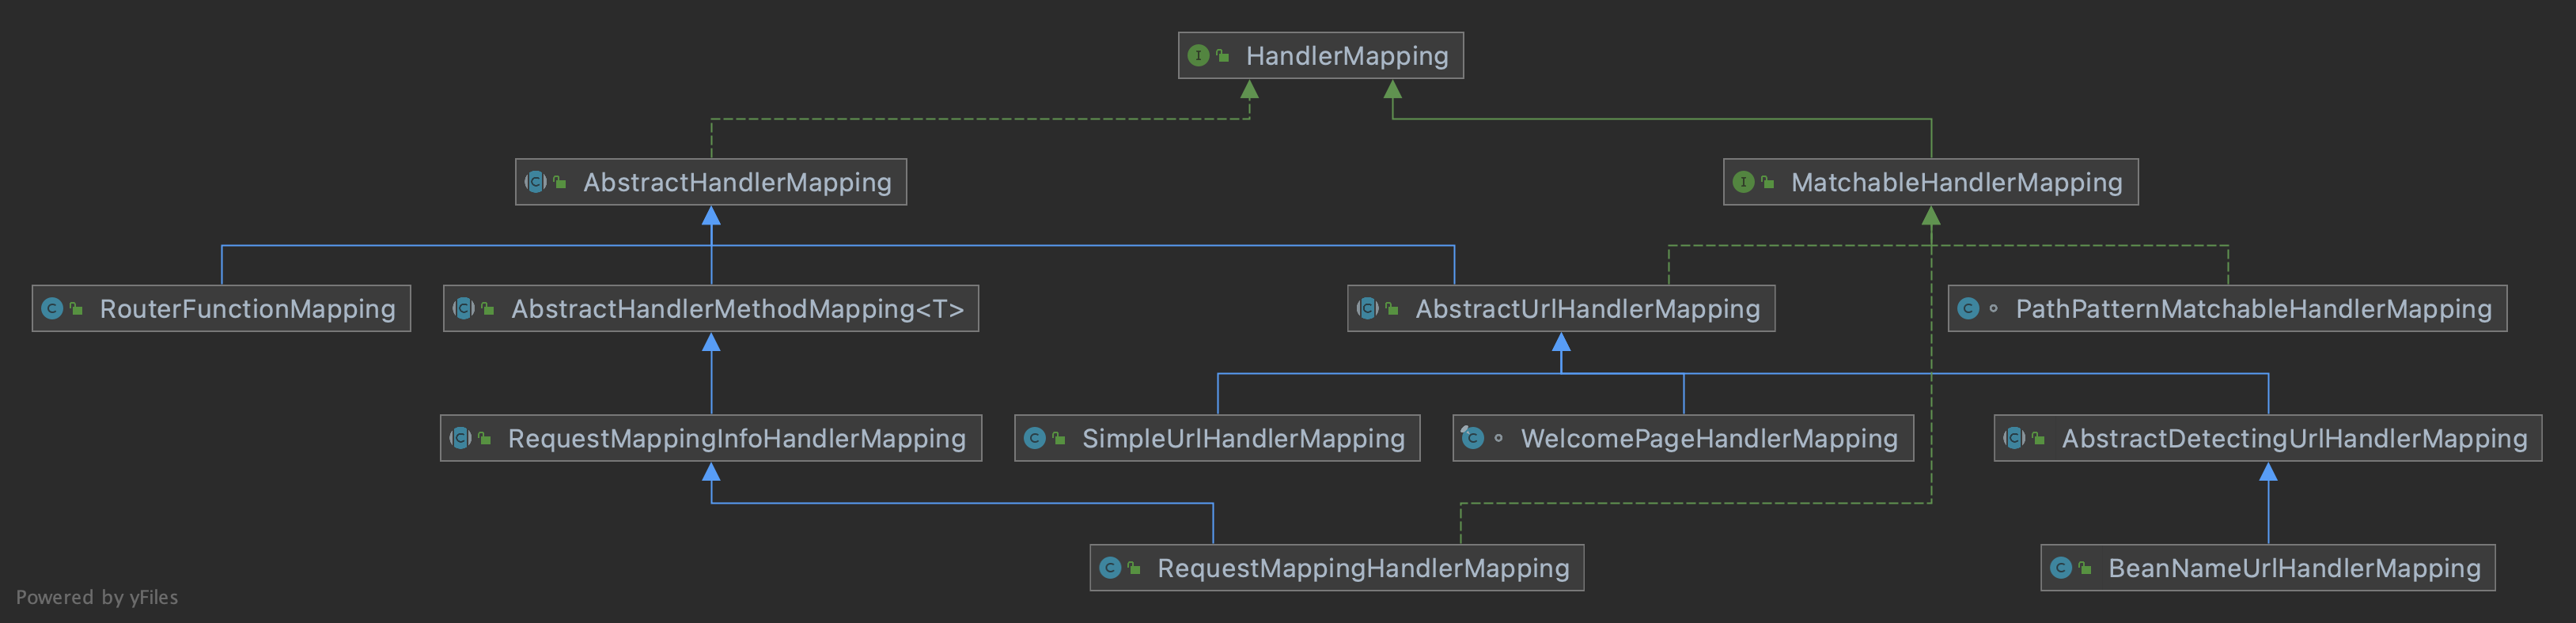 HandlerMapping
AbstractHandlerMapping
MatchableHandlerMapping
RouterFunctionMapping
AbstractHandlerMethodMapping<T>
AbstractUrlHandlerMapping
PathPatternMatchableHandlerMapping
RequestMappingInfoHandlerMapping
SimpleUrlHandlerMapping
WelcomePageHandlerMapping
AbstractDetectingUrlHandlerMapping
RequestMappingHandlerMapping
BeanNameUrlHandlerMapping
Powered by yFiles